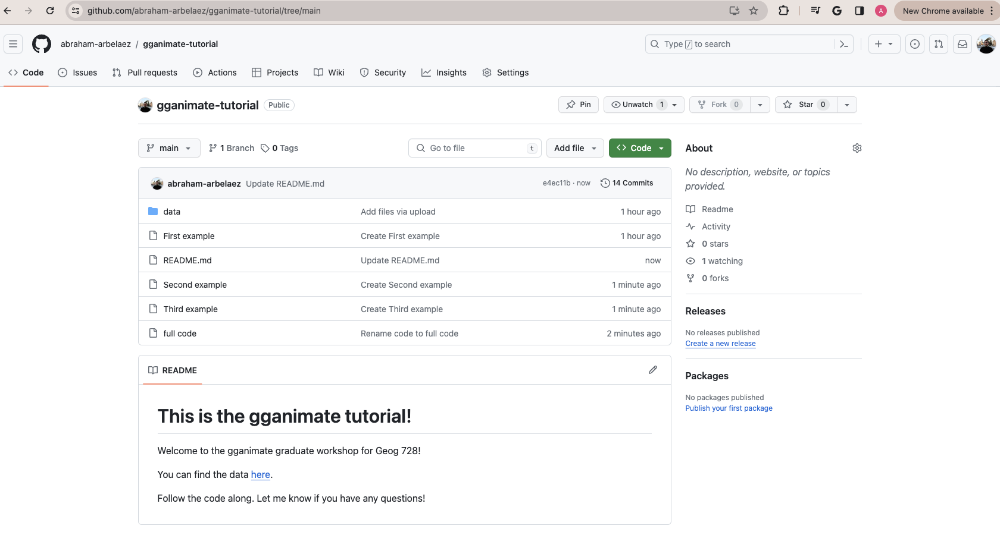 github.com/abraham-arbelaez/gganimate-tutorial/tree/main
A
New Chrome available
abraham-arbelaez / gganimate-tutorial
Type / to search
Code Issues Pull requests Actions Projects Wiki Security Insights Settings
gganimate-tutorial Public
Pin Unwatch 1 Fork 0 Star 0
main 1 Branch 0 Tags Go to file t Add file Code
abraham-arbelaez Update README.md e4ec11b · now 14 Commits
data Add files via upload 1 hour ago
First example Create First example 1 hour ago
README.md Update README.md now
Second example Create Second example 1 minute ago
Third example Create Third example 1 minute ago
full code Rename code to full code 2 minutes ago
README
This is the gganimate tutorial!
Welcome to the gganimate graduate workshop for Geog 728!
You can find the data here.
Follow the code along. Let me know if you have any questions!
About
No description, website, or topics
provided.
Readme
Activity
0 stars
1 watching
0 forks
Releases
No releases published
Create a new release
Packages
No packages published
Publish your first package